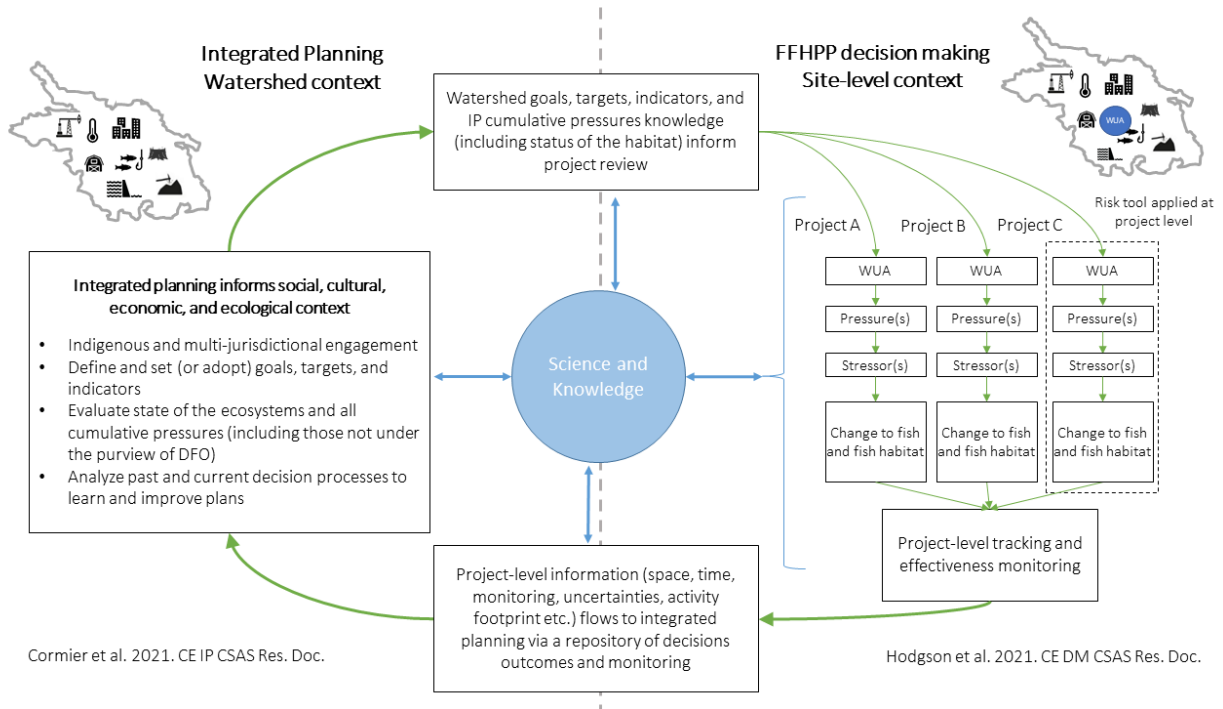 Integrated Planning
Watershed context
FFHPP decision making
Site-level context
WUA
Watershed goals, targets, indicators, and
IP cumulative pressures knowledge
(including status of the habitat) inform
project review
Risk tool applied at
project level
Project A
Project B
Project C
Integrated planning informs social, cultural,
economic, and ecological context
• Indigenous and multi-jurisdictional engagement
• Define and set (or adopt) goals, targets, and
indicators
• Evaluate state of the ecosystems and all
cumulative pressures (including those not under
the purview of DFO)
• Analyze past and current decision processes to
learn and improve plans
Science and
Knowledge
WUA
Pressure(s)
Stressor(s)
Change to fish
and fish habitat
WUA
Pressure(s)
Stressor(s)
Change to fish
and fish habitat
WUA
Pressure(s)
Stressor(s)
Change to fish
and fish habitat
Project-level tracking and
effectiveness monitoring
Project-level information (space, time,
monitoring, uncertainties, activity
footprint etc.) flows to integrated
planning via a repository of decisions
outcomes and monitoring
Cormier et al. 2021. CE IP CSAS Res. Doc.
Hodgson et al. 2021. CE DM CSAS Res. Doc.